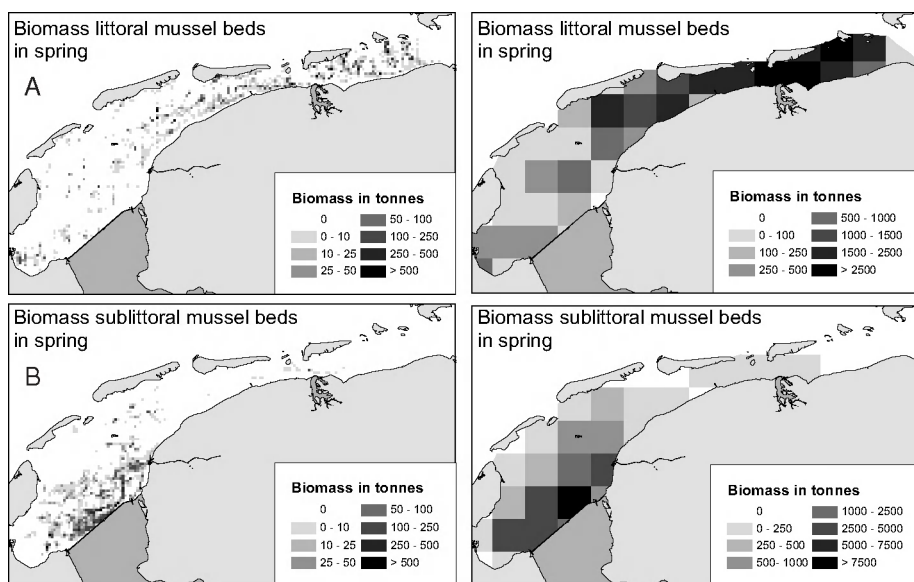 Biomass littoral mussel beds
in spring
A
Biomass in tonnes
0
0 - 10
10 - 25
25 - 50
50 - 100
100 - 250
250 - 500
> 500
Biomass littoral mussel beds
in spring
Biomass in tonnes
0
0 - 100
100 - 250
250 - 500
500 - 1000
1000 - 1500
1500 - 2500
> 2500
Biomass sublittoral mussel beds
in spring
B
Biomass in tonnes
0
0 - 10
10 - 25
25 - 50
50 - 100
100 - 250
250 - 500
> 500
Biomass sublittoral mussel beds
in spring
Biomass in tonnes
0
0 - 250
250 - 500
500 - 1000
1000 - 2500
2500 - 5000
5000 - 7500
> 7500